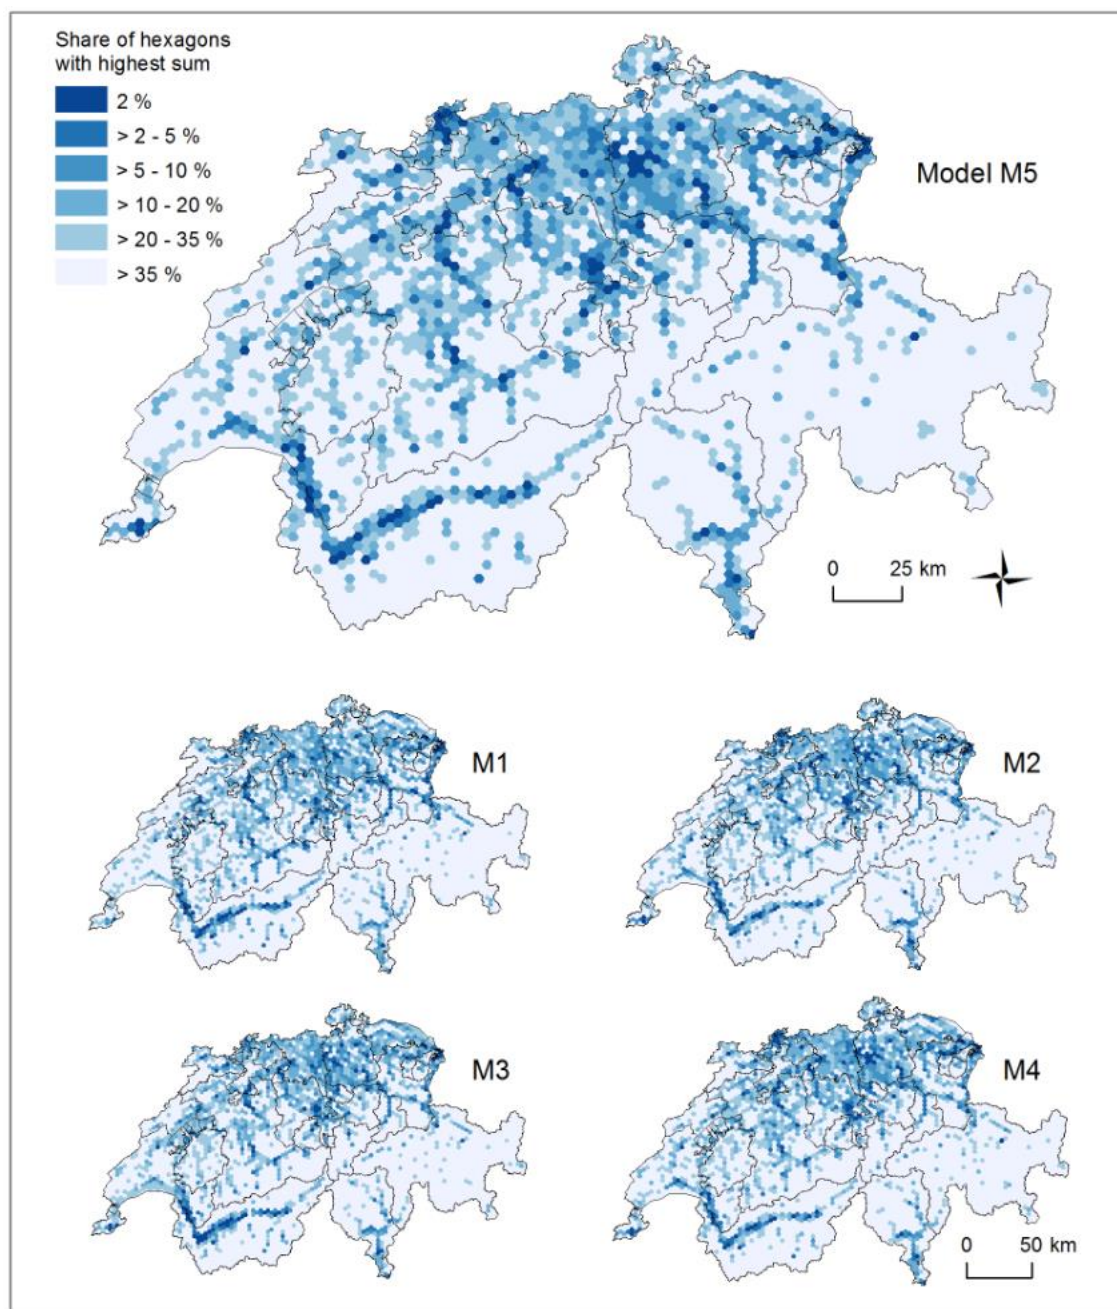 Share of hexagons
with highest sum
2 %
> 2 - 5 %
> 5 - 10 %
> 10 - 20 %
> 20 - 35 %
> 35 %
Model M5
0 25 km
M1
M2
M3
M4
0 50 km